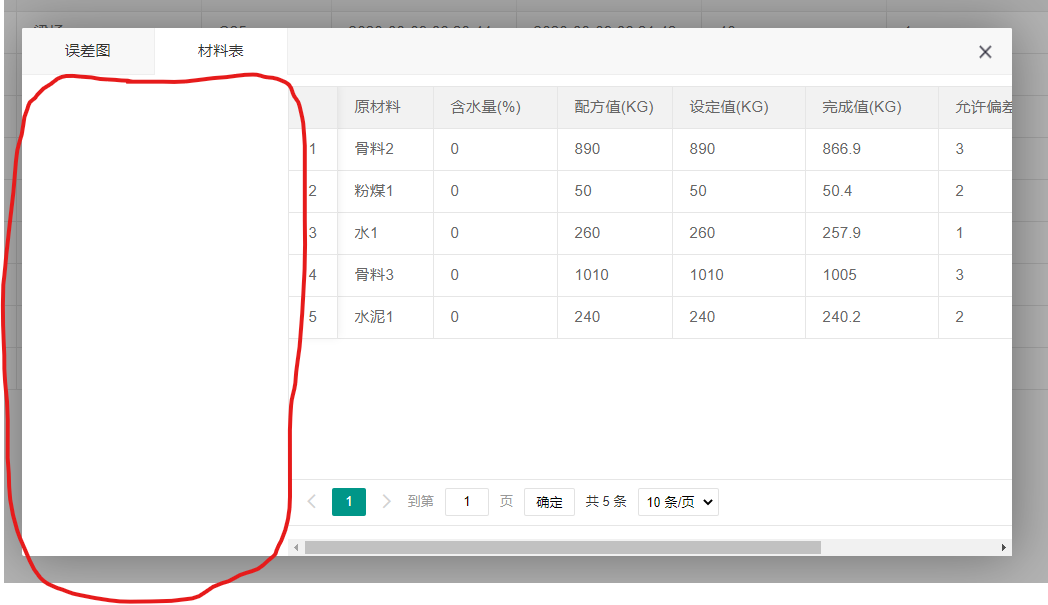 误差图 材料表
原材料 含水量(%) 配方值(KG) 设定值(KG) 完成值(KG) 允许偏差
1 骨料2 0 890 890 866.9 3
2 粉煤1 0 50 50 50.4 2
3 水1 0 260 260 257.9 1
4 骨料3 0 1010 1010 1005 3
5 水泥1 0 240 240 240.2 2
1 到第 1 页 确定 共 5 条 10 条/页